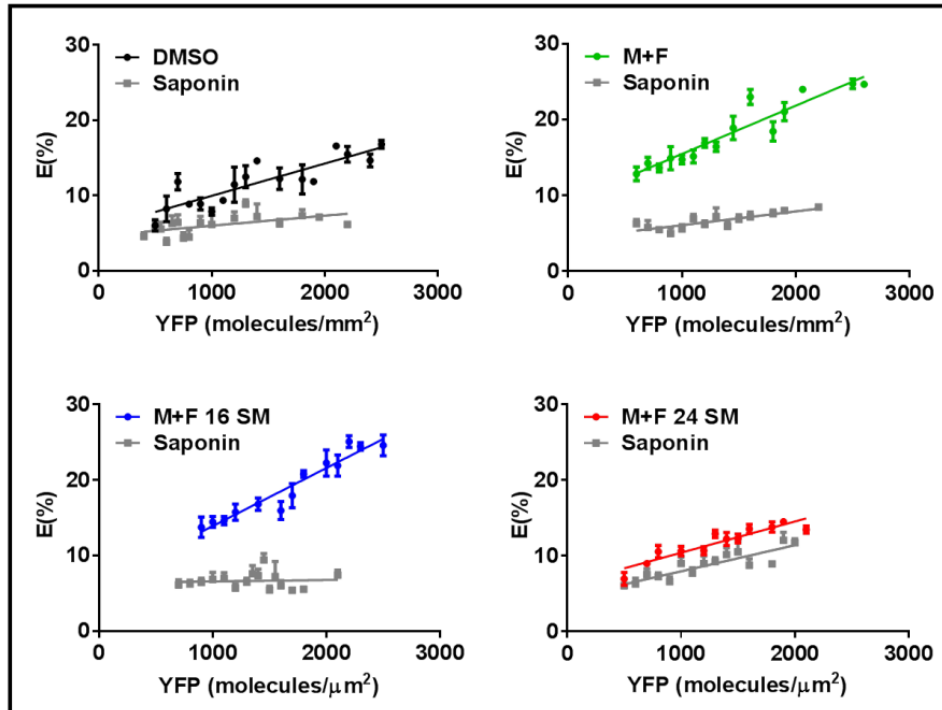 DMSO
Saponin
30
20
10
0
E(%)
0 1000 2000 3000
YFP (molecules/mm²)
M+F
Saponin
30
20
10
0
E(%)
0 1000 2000 3000
YFP (molecules/mm²)
M+F 16 SM
Saponin
30
20
10
0
E(%)
0 1000 2000 3000
YFP (molecules/μm²)
M+F 24 SM
Saponin
30
20
10
0
E(%)
0 1000 2000 3000
YFP (molecules/μm²)